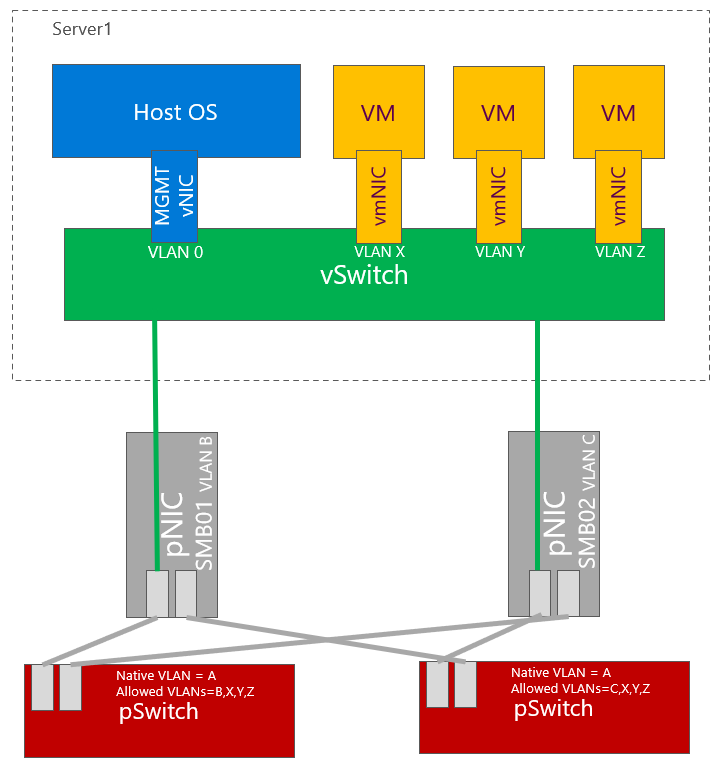 Server1
Host OS
VM
VM
VM
MGMT
vNIC
vmNIC
vmNIC
vmNIC
VLAN 0
VLAN X
VLAN Y
VLAN Z
vSwitch
pNIC
SMB01 VLAN B
pNIC
SMB02 VLAN C
Native VLAN = A
Allowed VLANs=B,X,Y,Z
pSwitch
Native VLAN = A
Allowed VLANs=C,X,Y,Z
pSwitch